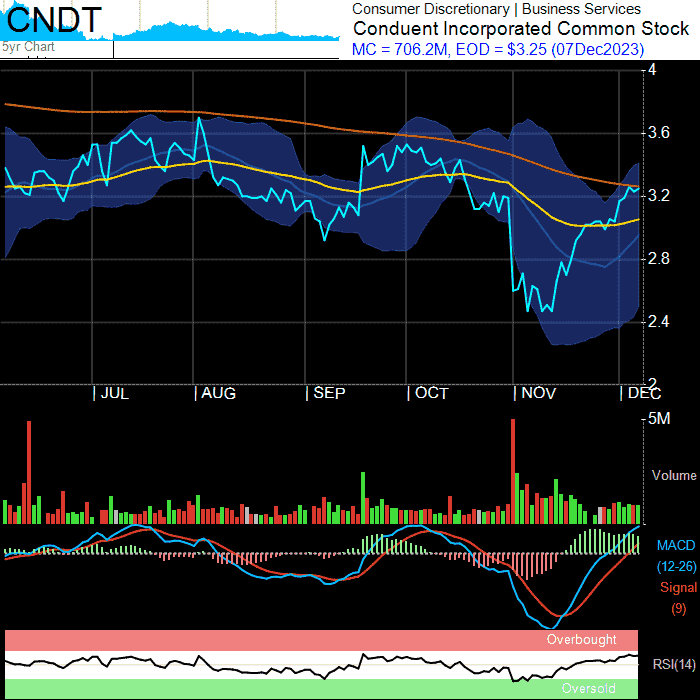 CNDT
5yr Chart
Consumer Discretionary | Business Services
Conduent Incorporated Common Stock
MC = 706.2M, EOD = $3.25 (07Dec2023)
4
3.6
3.2
2.8
2.4
2
| JUL
| AUG
| SEP
| OCT
| NOV
| DEC
5M
Volume
MACD
(12-26)
Signal
(9)
Overbought
RSI(14)
Oversold